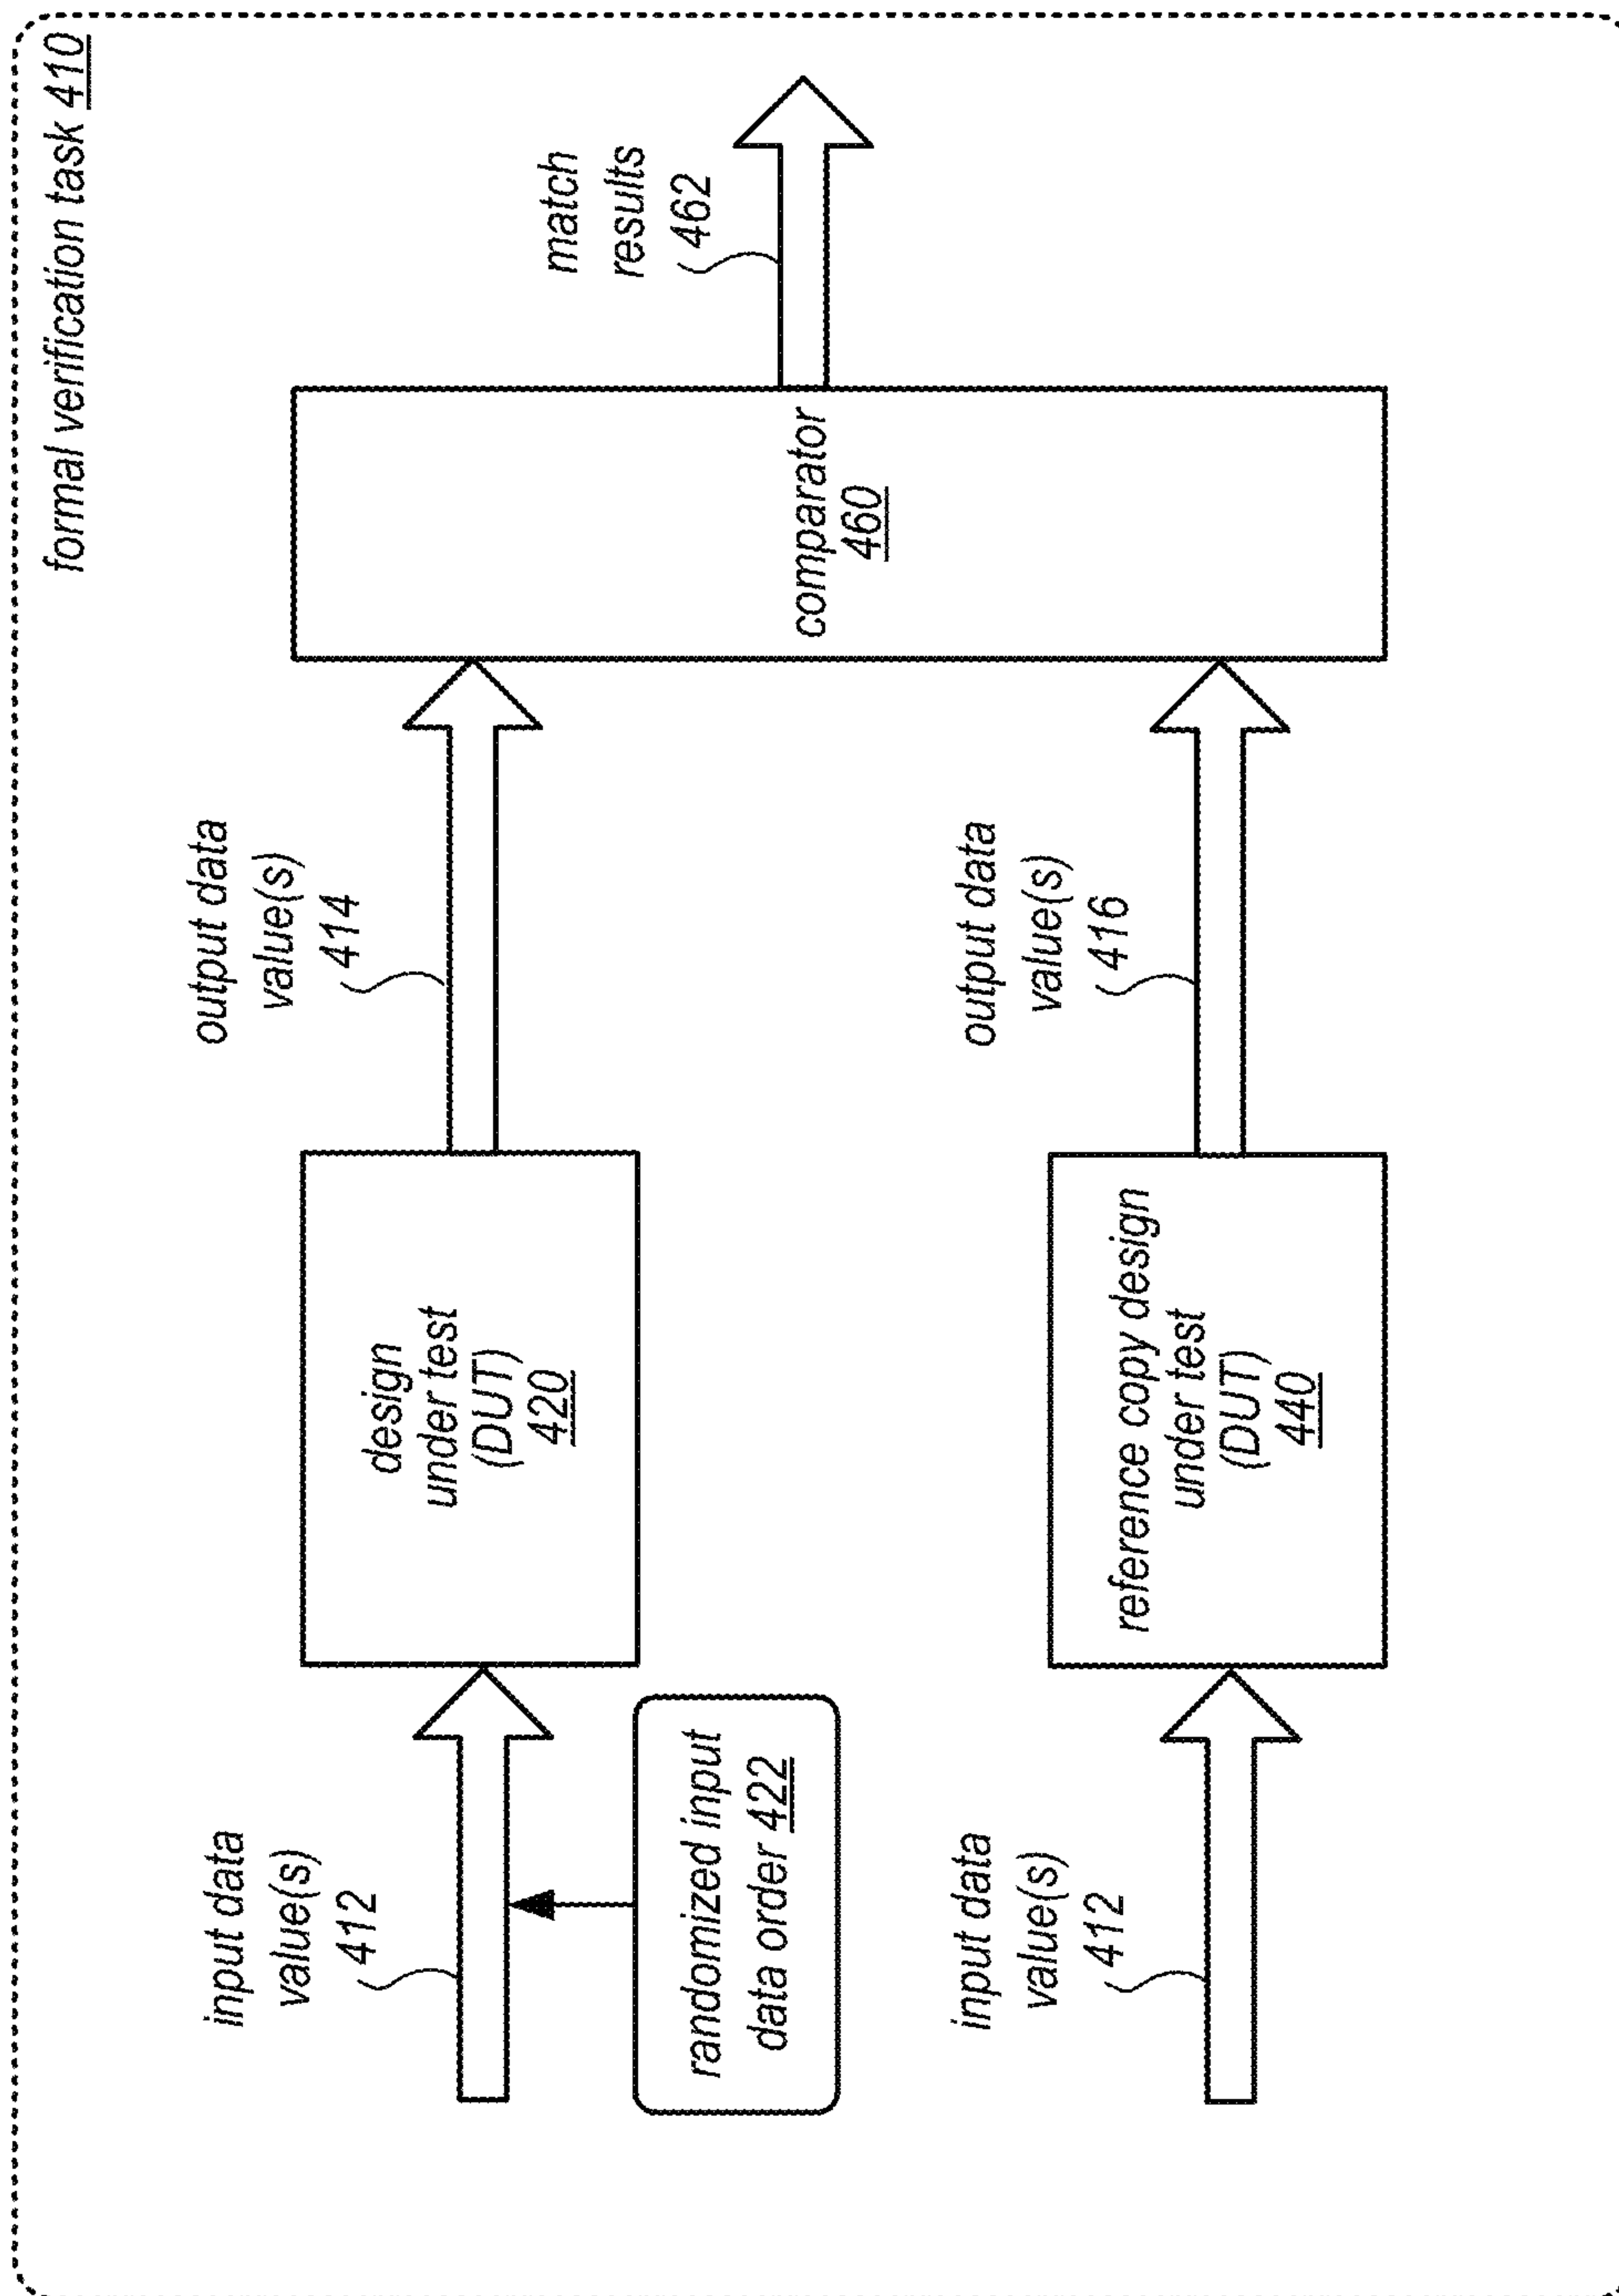 formal verification task 410
input data
value(s)
412
randomized input
data order 422
design
under test
(DUT)
420
output data
value(s)
414
input data
value(s)
412
reference copy design
under test
(DUT)
440
output data
value(s)
416
comparator
460
match
results
462